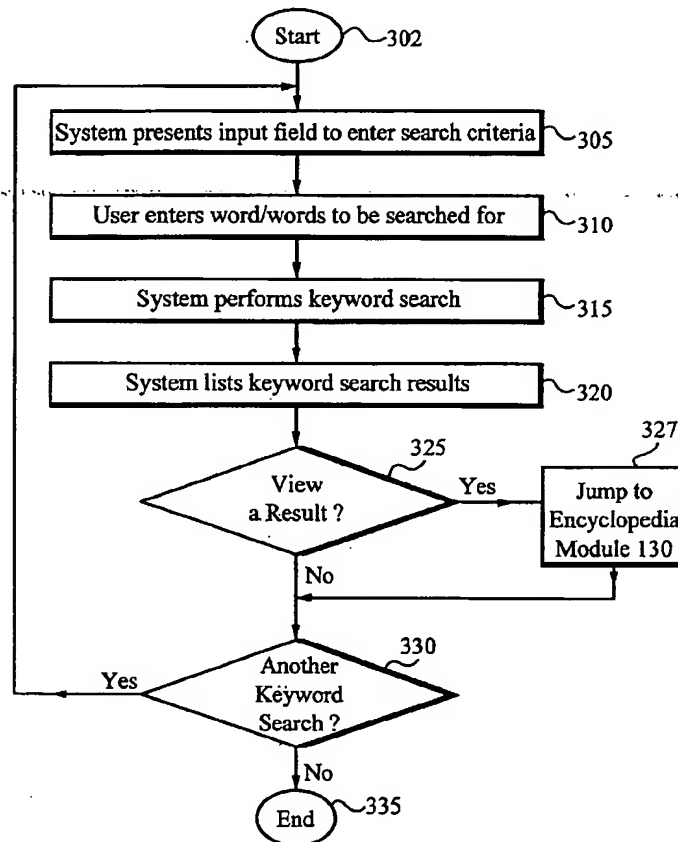 Start
302
System presents input field to enter search criteria
305
User enters word/words to be searched for
310
System performs keyword search
315
System lists keyword search results
320
325
327
View
a Result ?
Yes
Jump to
Encyclopedia
Module 130
No
330
Another
Keyword
Search ?
Yes
No
End
335